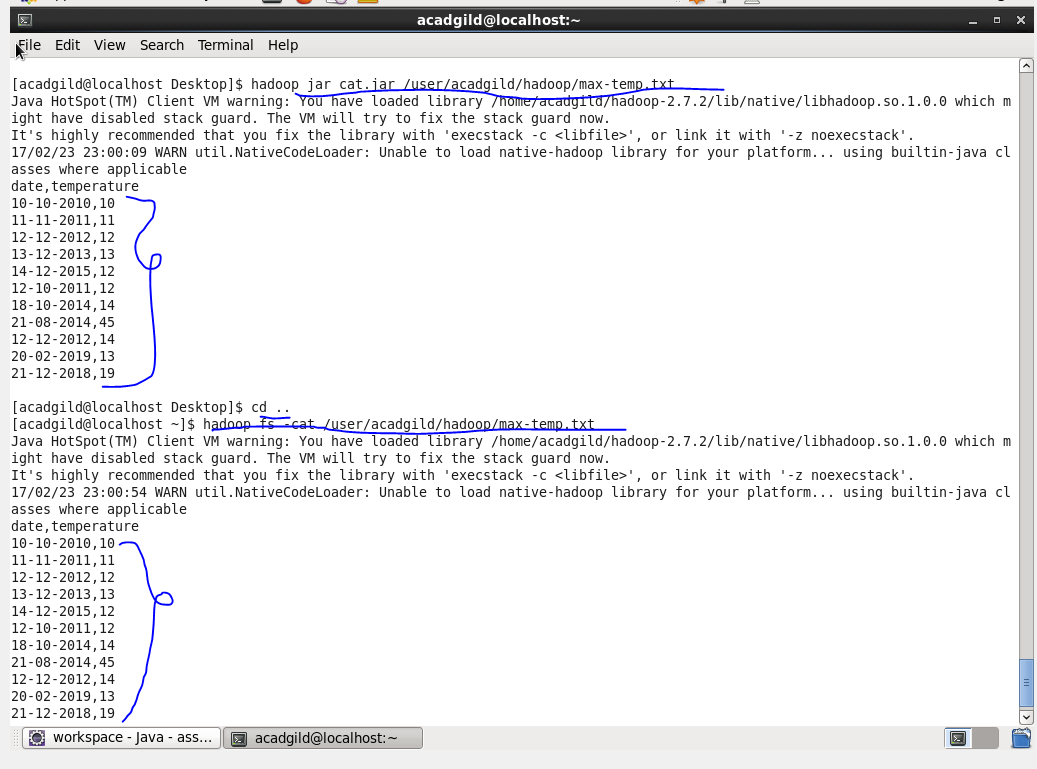 acadgild@localhost:~
File Edit View Search Terminal Help
[acadgild@localhost Desktop]$ hadoop jar cat.jar /user/acadgild/hadoop/max-temp.txt
Java HotSpot(TM) Client VM warning: You have loaded library /home/acadgild/hadoop-2.7.2/lib/native/libhadoop.so.1.0.0 which m
ight have disabled stack guard. The VM will try to fix the stack guard now.
It's highly recommended that you fix the library with 'execstack -c <libfile>', or link it with '-z noexecstack'.
17/02/23 23:00:09 WARN util.NativeCodeLoader: Unable to load native-hadoop library for your platform... using builtin-java cl
asses where applicable
date,temperature
10-10-2010,10
11-11-2011,11
12-12-2012,12
13-12-2013,13
14-12-2015,12
12-10-2011,12
18-10-2014,14
21-08-2014,45
12-12-2012,14
20-02-2019,13
21-12-2018,19
[acadgild@localhost Desktop]$ cd ..
[acadgild@localhost ~]$ hadoop fs -cat /user/acadgild/hadoop/max-temp.txt
Java HotSpot(TM) Client VM warning: You have loaded library /home/acadgild/hadoop-2.7.2/lib/native/libhadoop.so.1.0.0 which m
ight have disabled stack guard. The VM will try to fix the stack guard now.
It's highly recommended that you fix the library with 'execstack -c <libfile>', or link it with '-z noexecstack'.
17/02/23 23:00:54 WARN util.NativeCodeLoader: Unable to load native-hadoop library for your platform... using builtin-java cl
asses where applicable
date,temperature
10-10-2010,10
11-11-2011,11
12-12-2012,12
13-12-2013,13
14-12-2015,12
12-10-2011,12
18-10-2014,14
21-08-2014,45
12-12-2012,14
20-02-2019,13
21-12-2018,19
workspace - Java - ass... acadgild@localhost:~